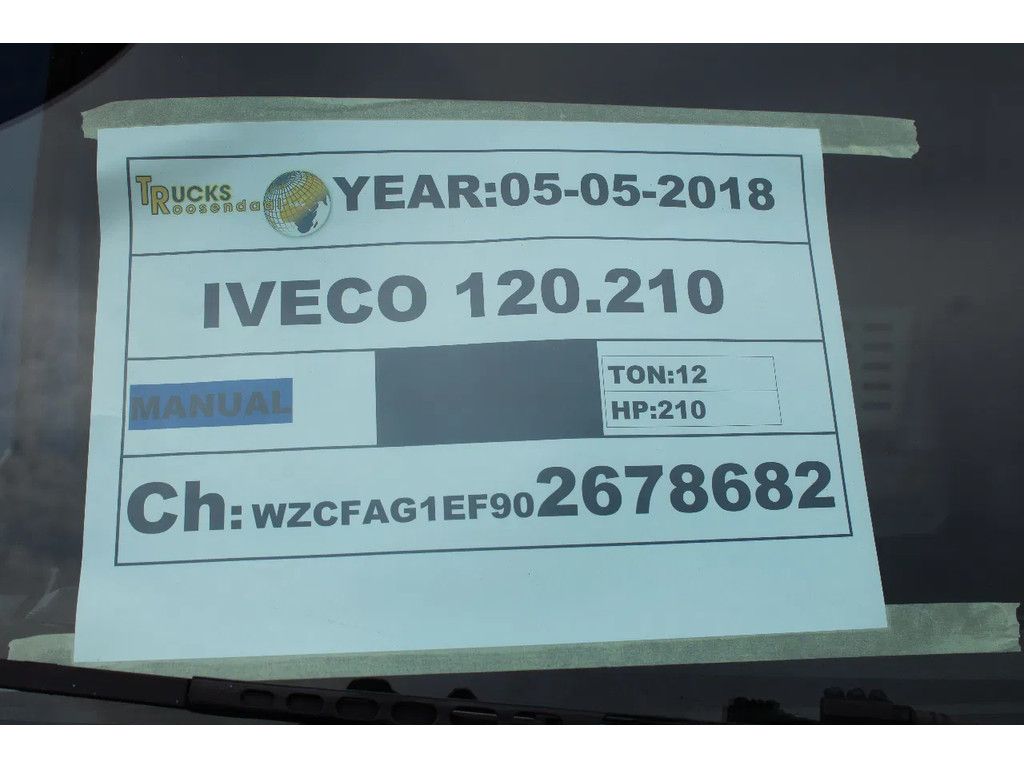 TRUCKS
Roosendaal
YEAR:05-05-2018
IVECO 120.210
MANUAL
TON:12
HP:210
Ch: WZCFAG1EF902678682